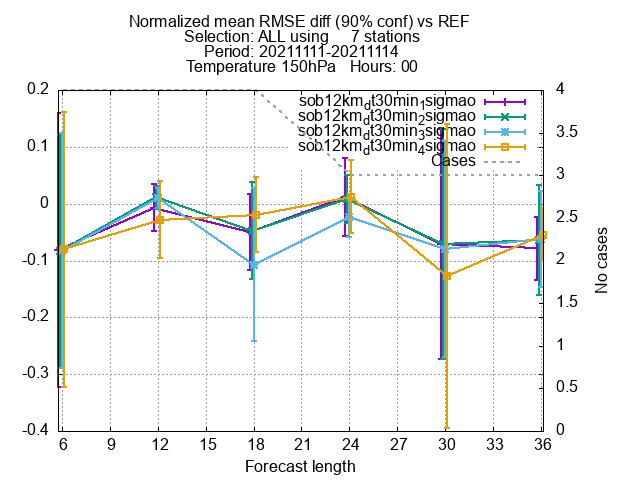 Normalized mean RMSE diff (90% conf) vs REF
Selection: ALL using 7 stations
Period: 20211111-20211114
Temperature 150hPa Hours: 00
sob12km_dt30min_1sigmao
sob12km_dt30min_2sigmao
sob12km_dt30min_3sigmao
sob12km_dt30min_4sigmao
Cases
0.2
0.1
0
-0.1
-0.2
-0.3
-0.4
4
3.5
3
2.5
2
1.5
1
0.5
0
No cases
6 9 12 15 18 21 24 27 30 33 36
Forecast length